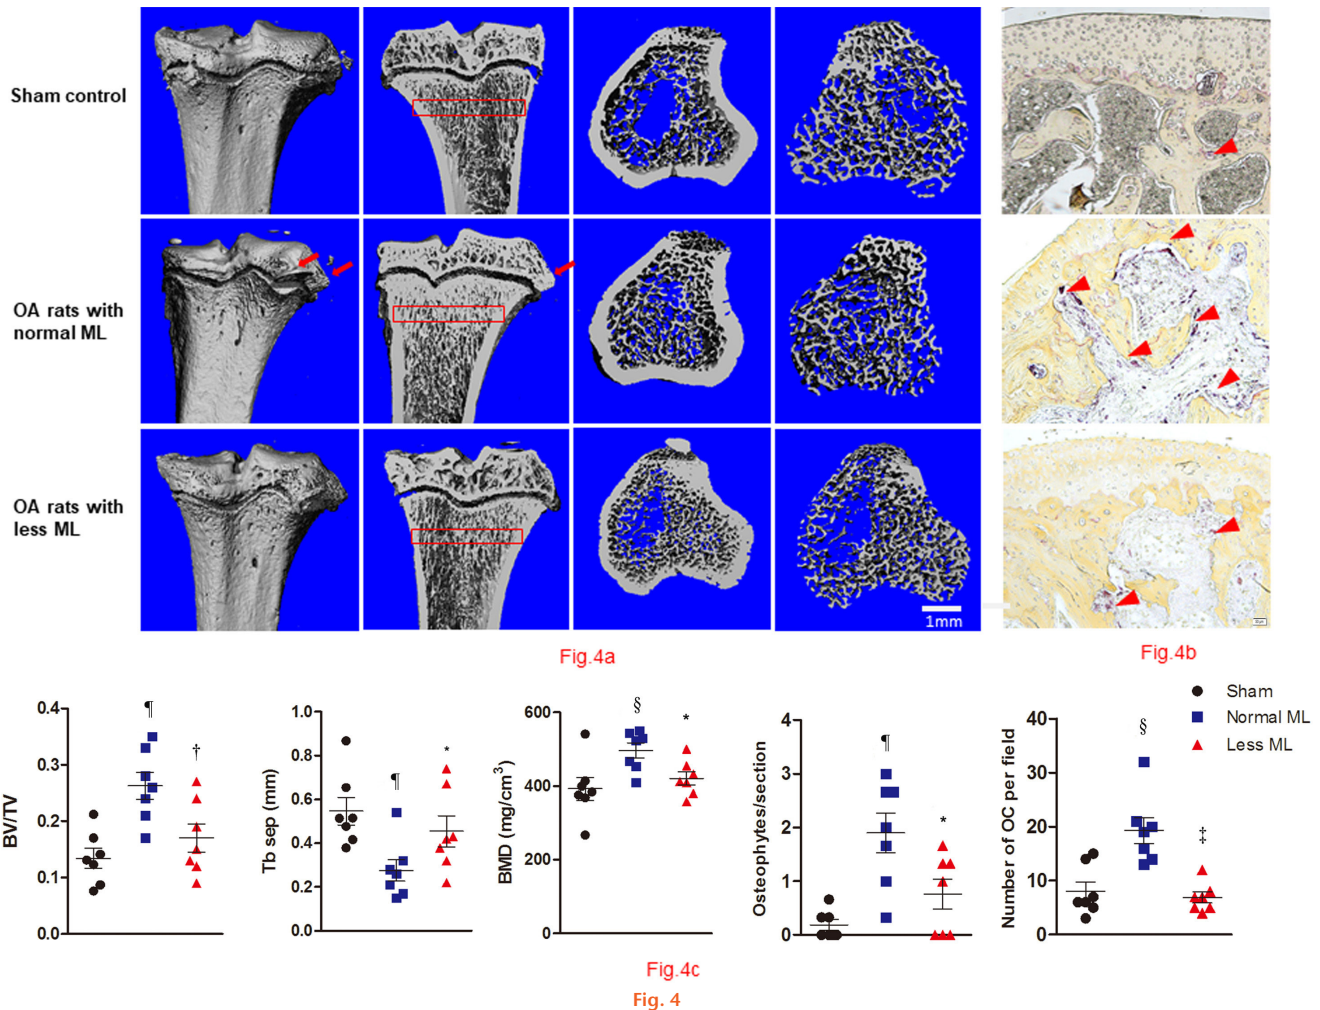 Sham control
OA rats with
normal ML
OA rats with
less ML
1mm
Fig.4a
Fig.4b
Sham
Normal ML
Less ML
BV/TV
0.4
0.3
0.2
0.1
0.0
¶
†
Tb sep (mm)
1.0
0.8
0.6
0.4
0.2
0.0
¶
*
BMD (mg/cm³)
600
400
200
0
§
*
Osteophytes/section
4
3
2
1
0
¶
*
Number of OC per field
40
30
20
10
0
§
‡
Fig.4c
Fig. 4